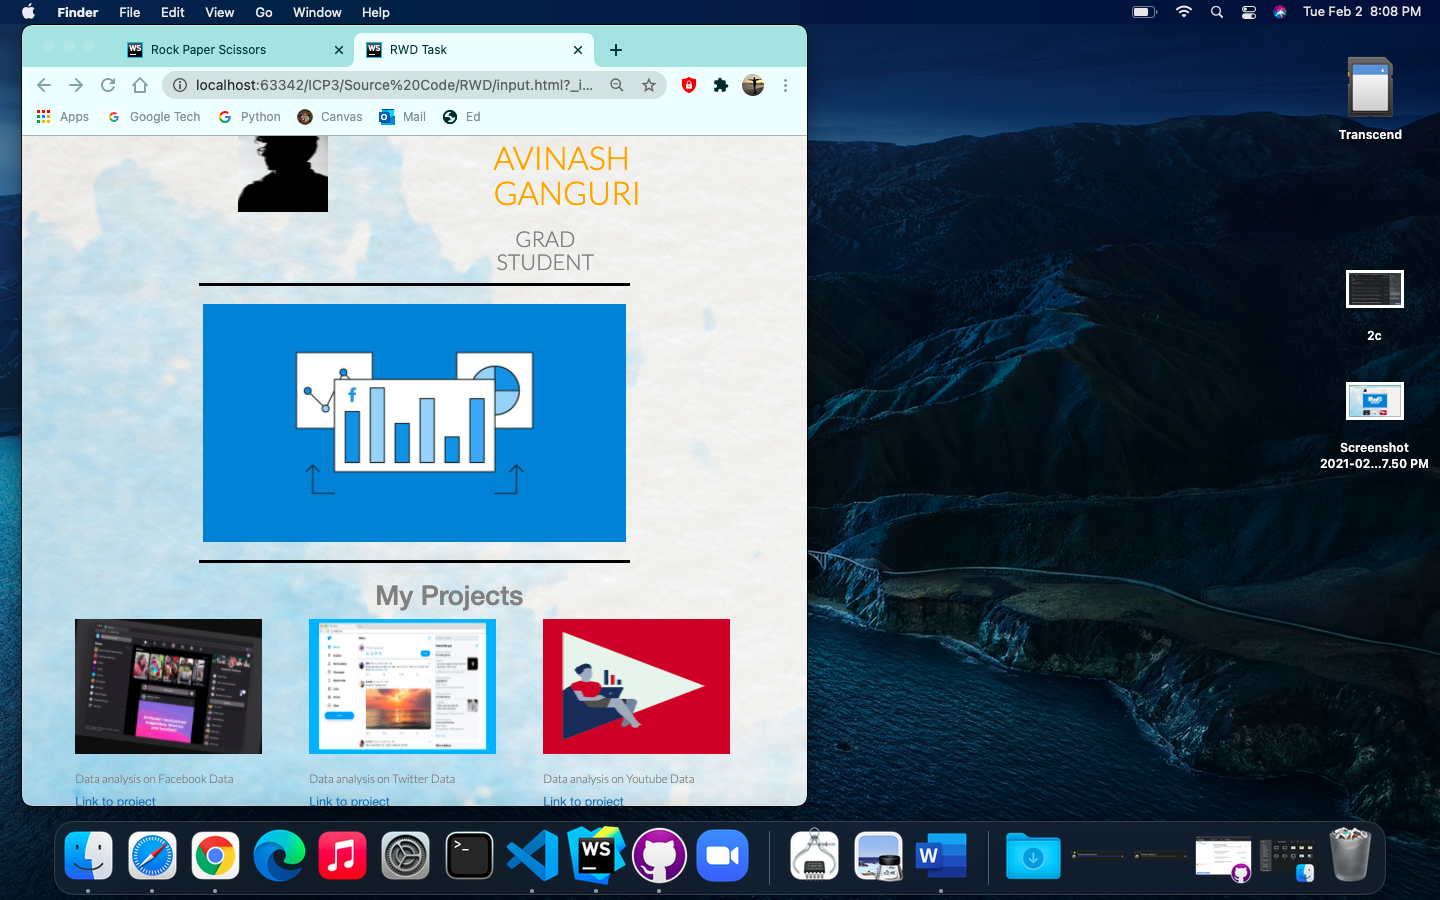 Finder File Edit View Go Window Help
Tue Feb 2 8:08 PM
WS Rock Paper Scissors
WS RWD Task
localhost:63342/ICP3/Source%20Code/RWD/input.html?_i...
Apps
Google Tech
Python
Canvas
Mail
Ed
AVINASH
GANGURI
GRAD
STUDENT
f
My Projects
Data analysis on Facebook Data
Link to project
Data analysis on Twitter Data
Link to project
Data analysis on Youtube Data
Link to project
Transcend
2c
Screenshot
2021-02...7.50 PM
>_
WS
W